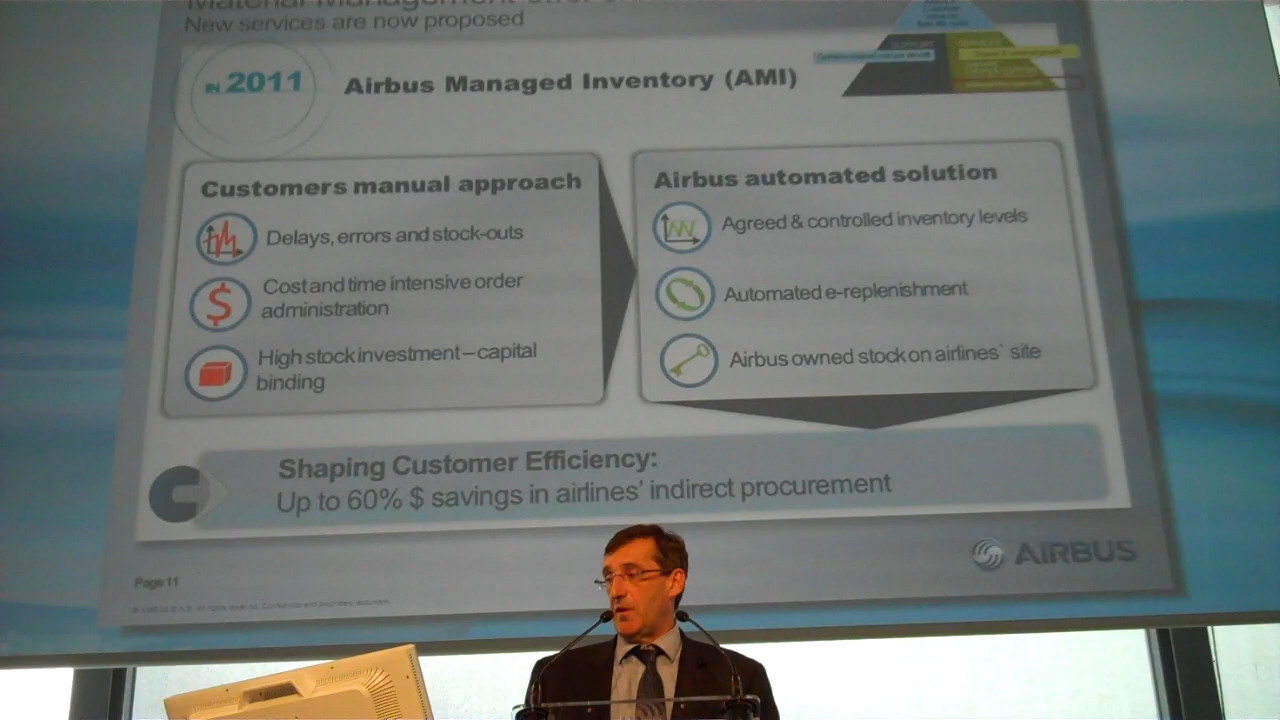 Material Management
New services are now proposed
IN 2011
Airbus Managed Inventory (AMI)
Customers manual approach
Delays, errors and stock-outs
Cost and time intensive order
administration
High stock investment – capital
binding
Airbus automated solution
Agreed & controlled inventory levels
Automated e-replenishment
Airbus owned stock on airlines` site
Shaping Customer Efficiency:
Up to 60% $ savings in airlines’ indirect procurement
AIRBUS
Page 11